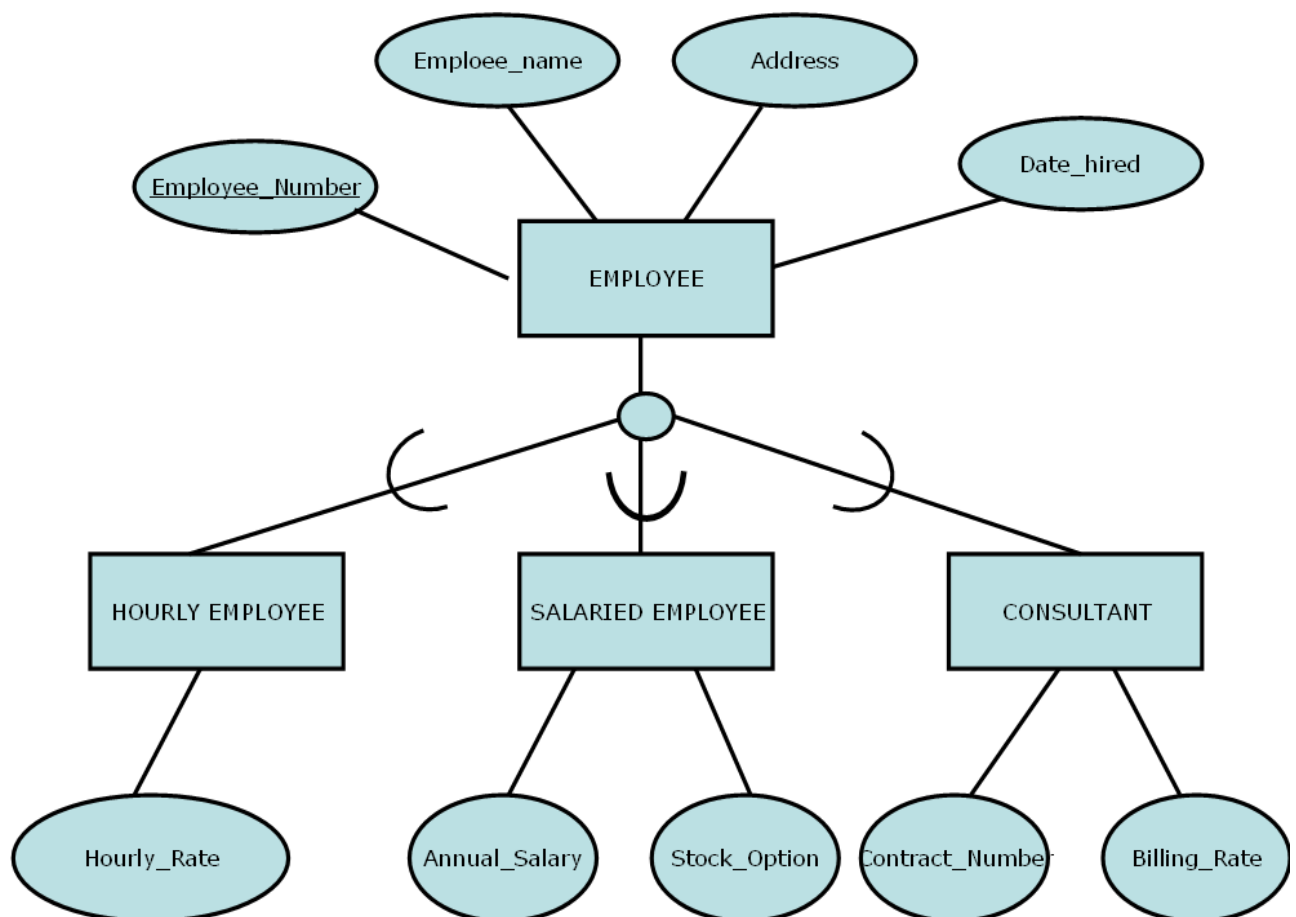 Emploee_name
Address
Employee_Number
Date_hired
EMPLOYEE
HOURLY EMPLOYEE
SALARIED EMPLOYEE
CONSULTANT
Hourly_Rate
Annual_Salary
Stock_Option
Contract_Number
Billing_Rate